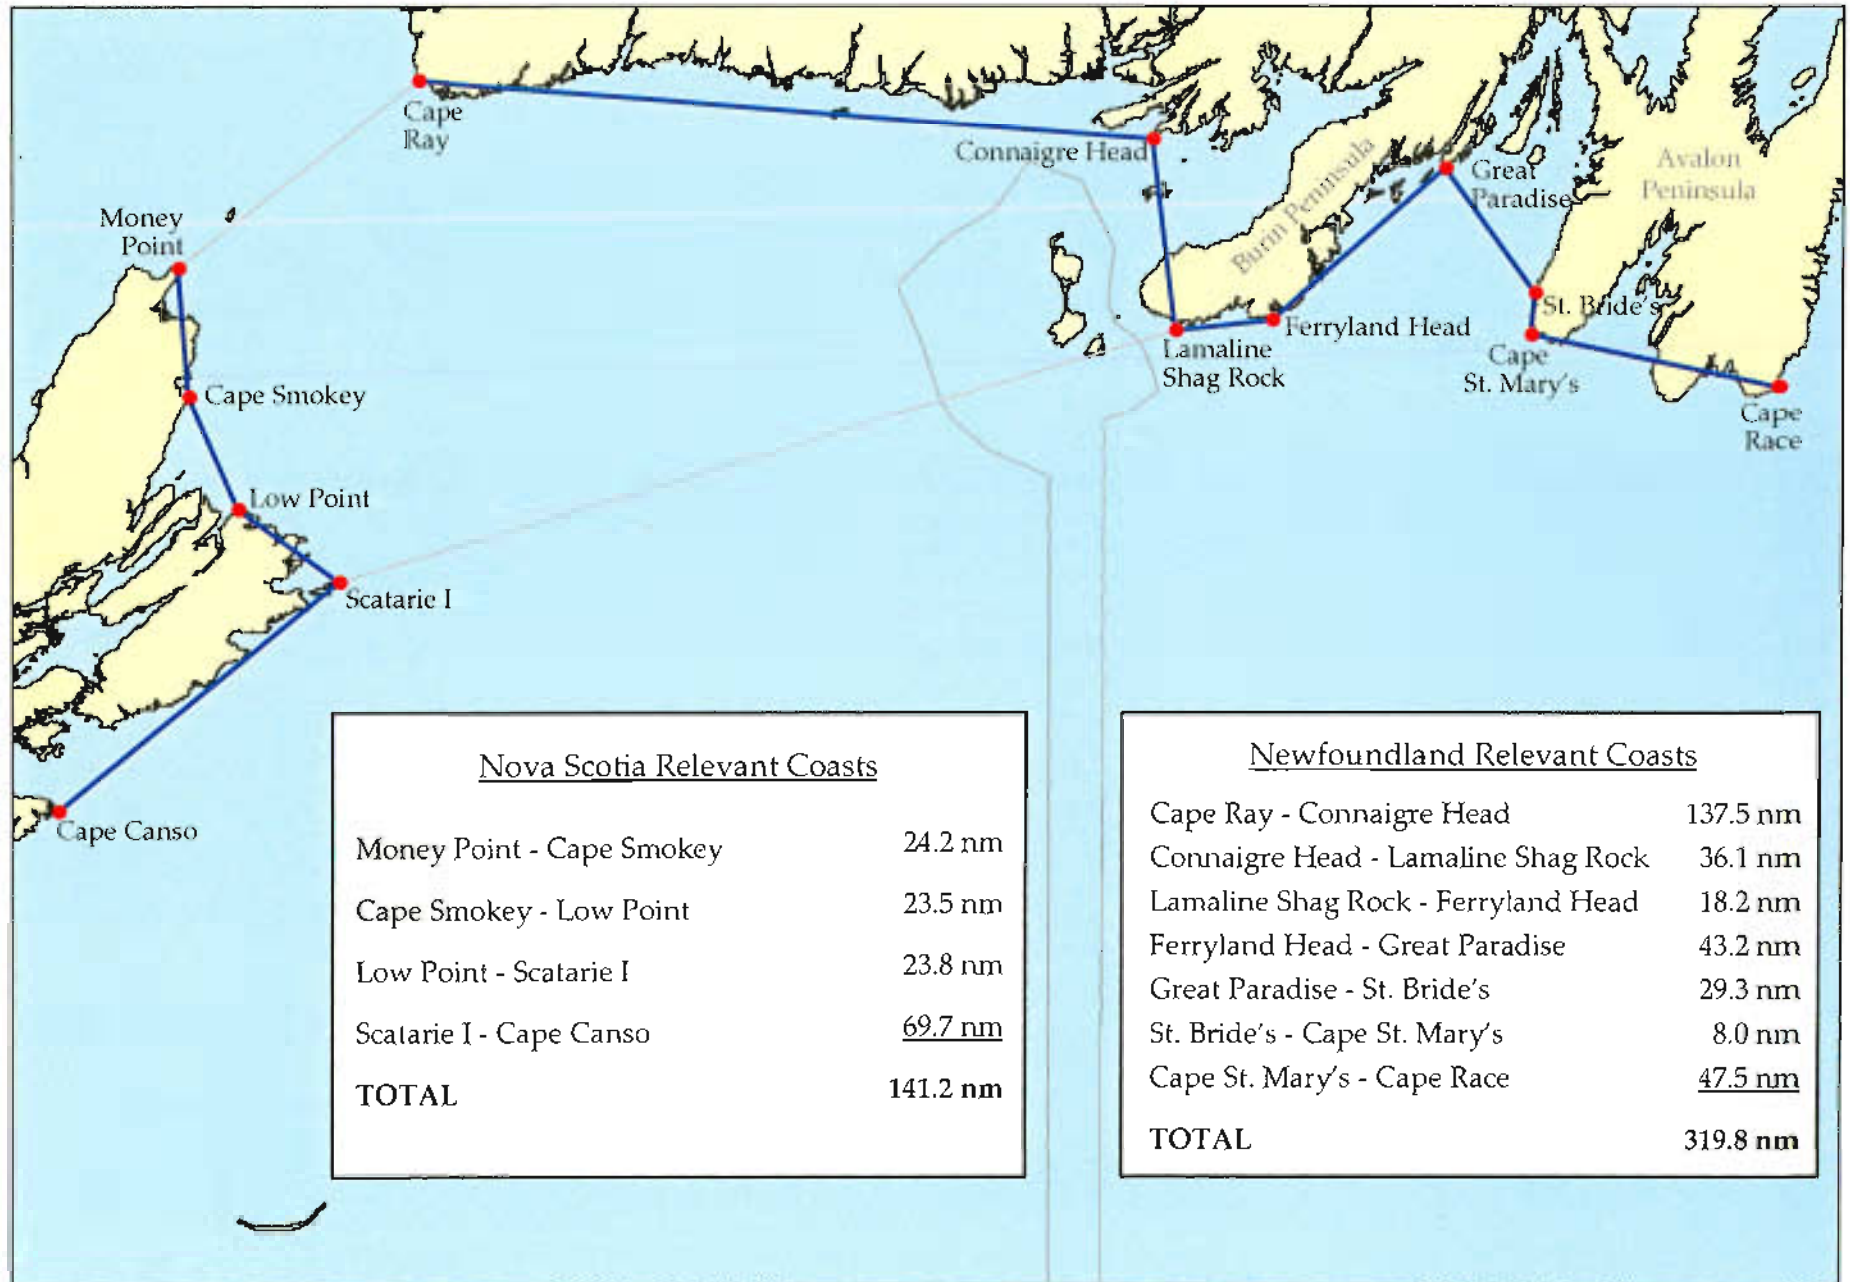 Cape
Ray
Connaigre Head
Burin Peninsula
Great
Paradise
Avalon
Peninsula
Money
Point
St. Bride's
Ferryland Head
Lamaline
Shag Rock
Cape
St. Mary's
Cape
Race
Cape Smokey
Low Point
Scatarie I
Cape Canso
Nova Scotia Relevant Coasts
Money Point - Cape Smokey 24.2 nm
Cape Smokey - Low Point 23.5 nm
Low Point - Scatarie I 23.8 nm
Scatarie I - Cape Canso 69.7 nm
TOTAL 141.2 nm
Newfoundland Relevant Coasts
Cape Ray - Connaigre Head 137.5 nm
Connaigre Head - Lamaline Shag Rock 36.1 nm
Lamaline Shag Rock - Ferryland Head 18.2 nm
Ferryland Head - Great Paradise 43.2 nm
Great Paradise - St. Bride's 29.3 nm
St. Bride's - Cape St. Mary's 8.0 nm
Cape St. Mary's - Cape Race 47.5 nm
TOTAL 319.8 nm